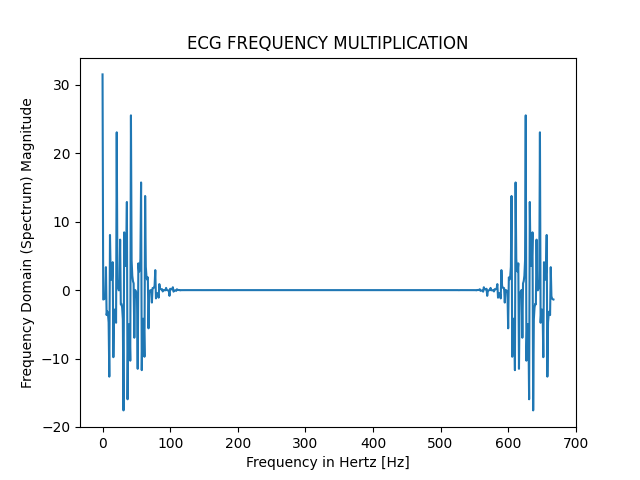 ECG FREQUENCY MULTIPLICATION
Frequency Domain (Spectrum) Magnitude
30
20
10
0
−10
−20
0 100 200 300 400 500 600 700
Frequency in Hertz [Hz]